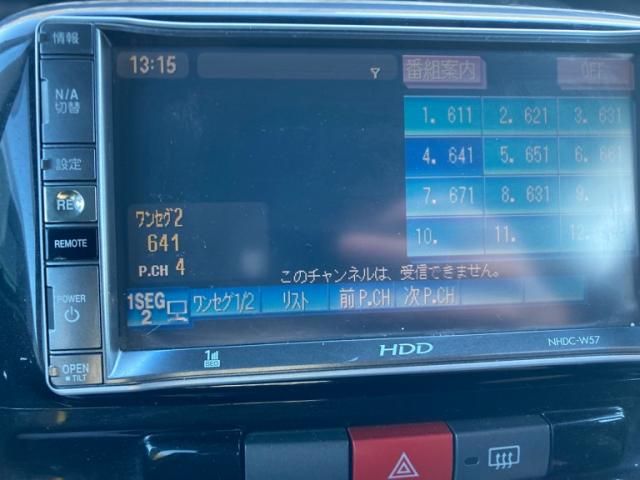 情報
N/A
切替
設定
RE
REMOTE
POWER
OPEN
TILT
13:15
番組案内
OFF
1. 611
2. 621
3. 631
4. 641
5. 651
6. 661
7. 671
8. 631
9.
10.
11.
ワンセグ2
641
P.CH 4
このチャンネルは、受信できません。
1SEG
2
ワンセグ1/2
リスト
前 P.CH
次 P.CH
1SEG
HDD
NHDC-W57